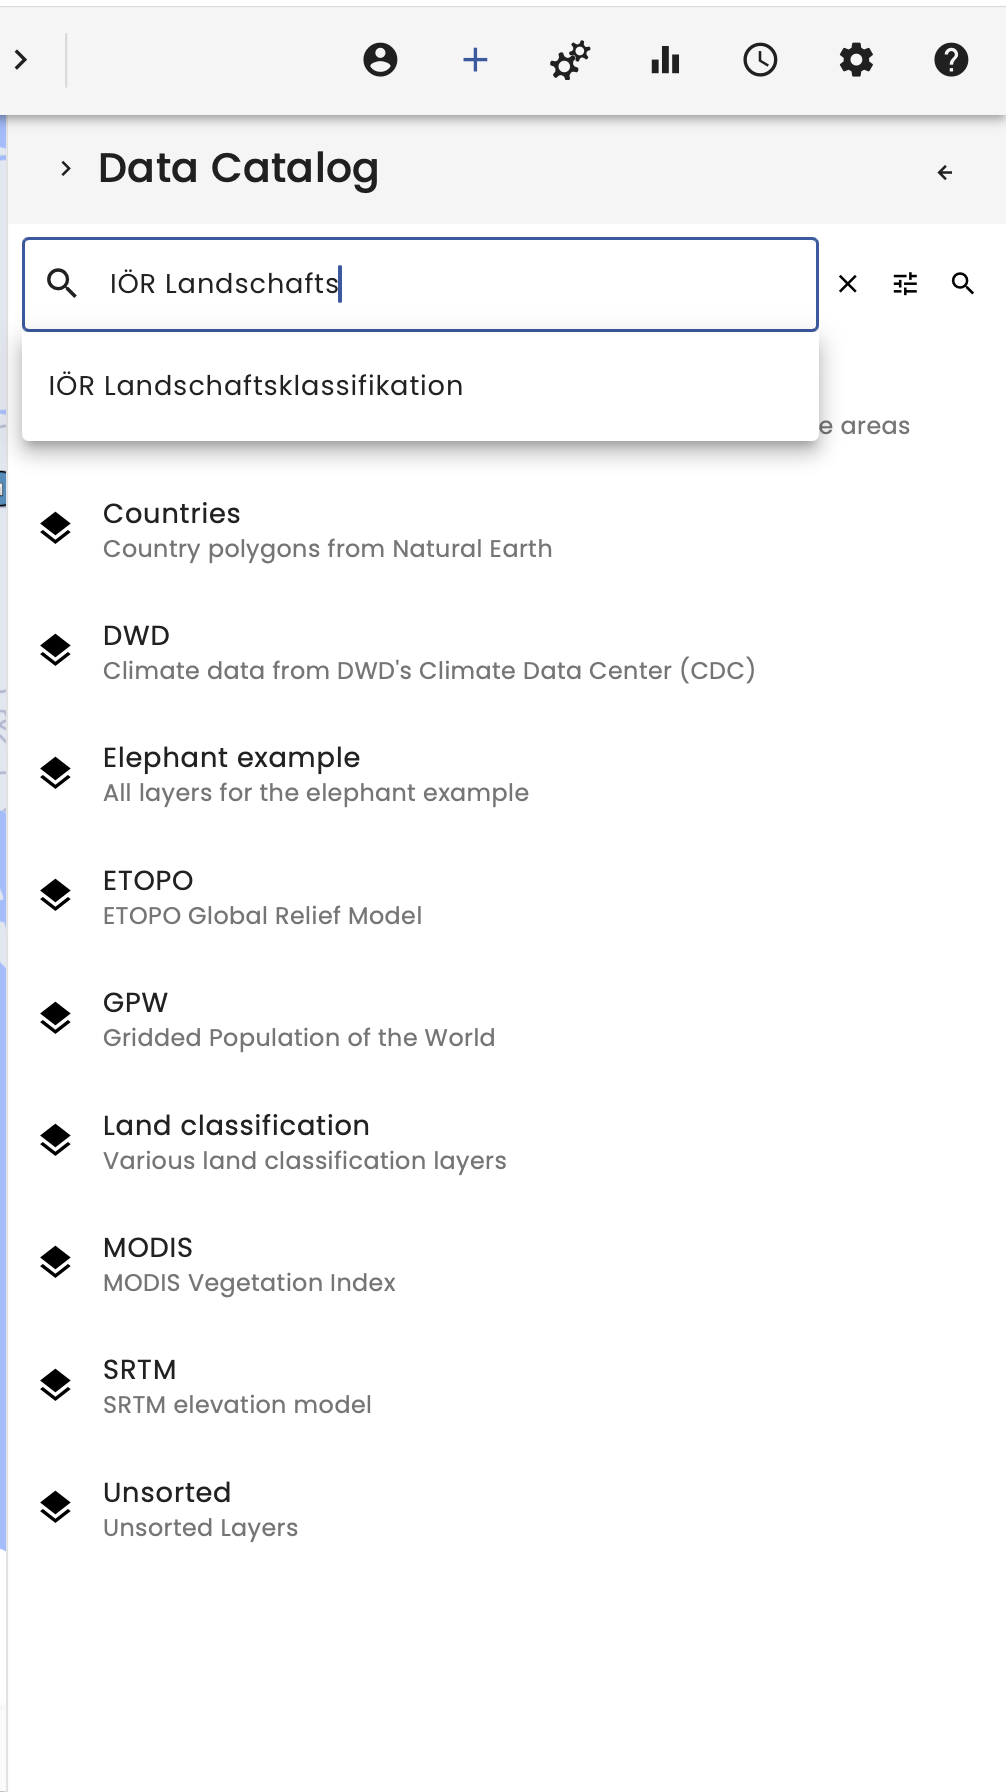 Data Catalog
IÖR Landschafts
IÖR Landschaftsklassifikation
areas
Countries
Country polygons from Natural Earth
DWD
Climate data from DWD's Climate Data Center (CDC)
Elephant example
All layers for the elephant example
ETOPO
ETOPO Global Relief Model
GPW
Gridded Population of the World
Land classification
Various land classification layers
MODIS
MODIS Vegetation Index
SRTM
SRTM elevation model
Unsorted
Unsorted Layers